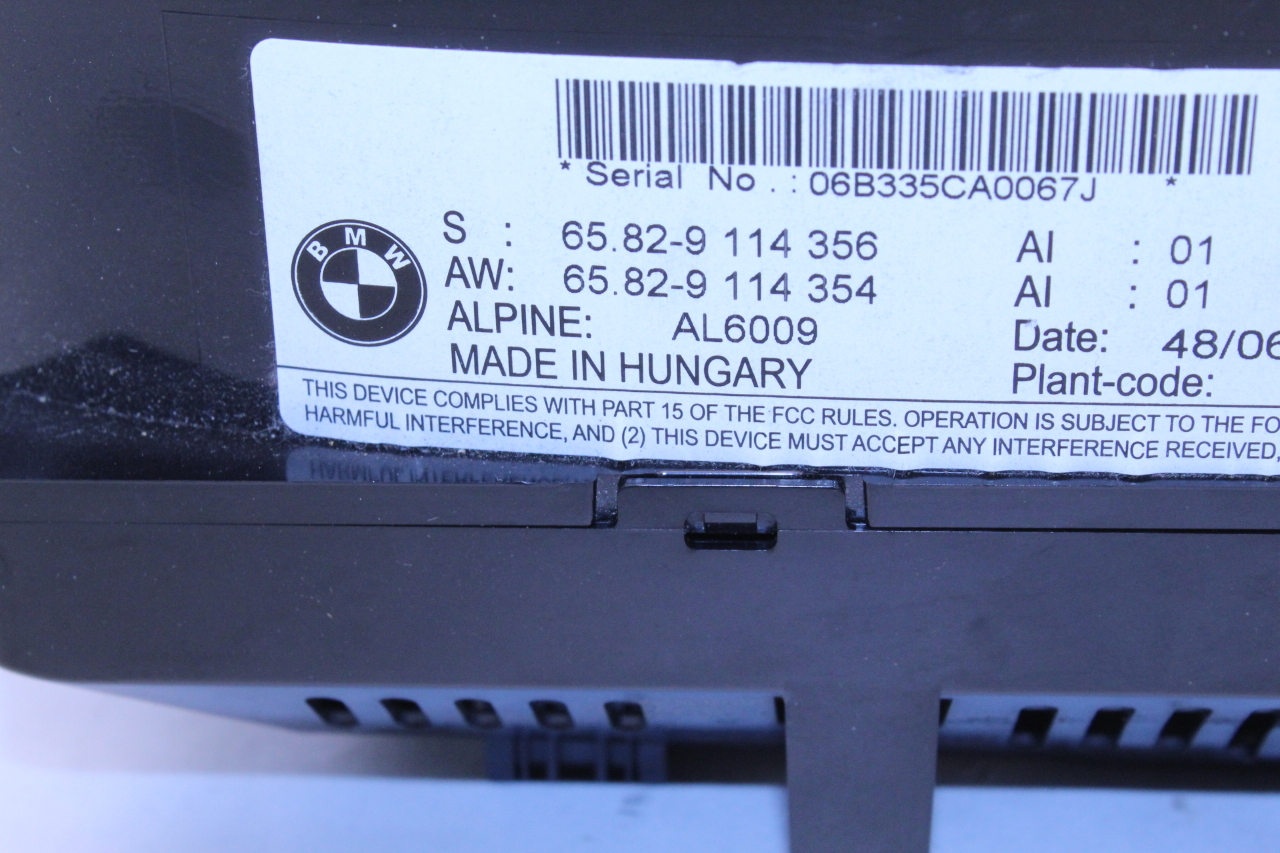 * Serial No . : 06B335CA0067J *
BMW
S : 65.82-9 114 356 AI : 01
AW: 65.82-9 114 354 AI : 01
ALPINE: AL6009 Date: 48/06
MADE IN HUNGARY Plant-code:
THIS DEVICE COMPLIES WITH PART 15 OF THE FCC RULES. OPERATION IS SUBJECT TO THE FO
HARMFUL INTERFERENCE, AND (2) THIS DEVICE MUST ACCEPT ANY INTERFERENCE RECEIVED,